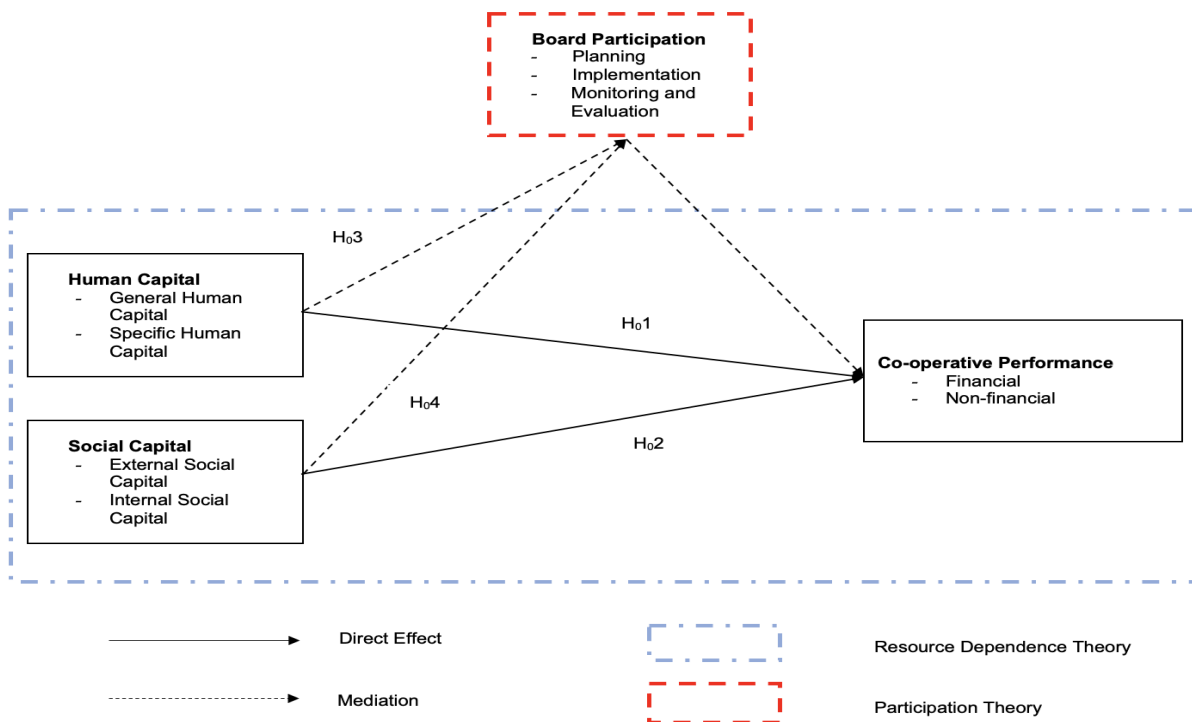 Board Participation
- Planning
- Implementation
- Monitoring and
Evaluation
H₀3
Human Capital
- General Human
Capital
- Specific Human
Capital
H₀1
Co-operative Performance
- Financial
- Non-financial
H₀4
H₀2
Social Capital
- External Social
Capital
- Internal Social
Capital
Direct Effect
Resource Dependence Theory
Mediation
Participation Theory